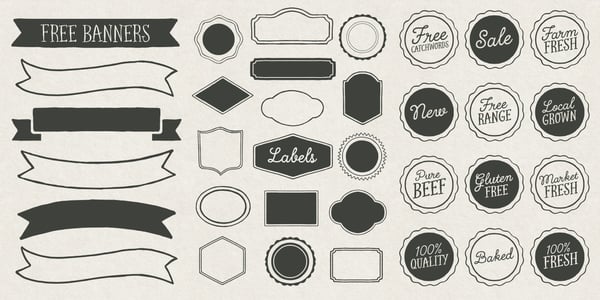 FREE BANNERS
Labels
Free
CATCHWORDS
Sale
Farm
FRESH
New
Free
RANGE
Local
GROWN
Pure
BEEF
Gluten
FREE
Market
FRESH
100%
QUALITY
Baked
100%
FRESH